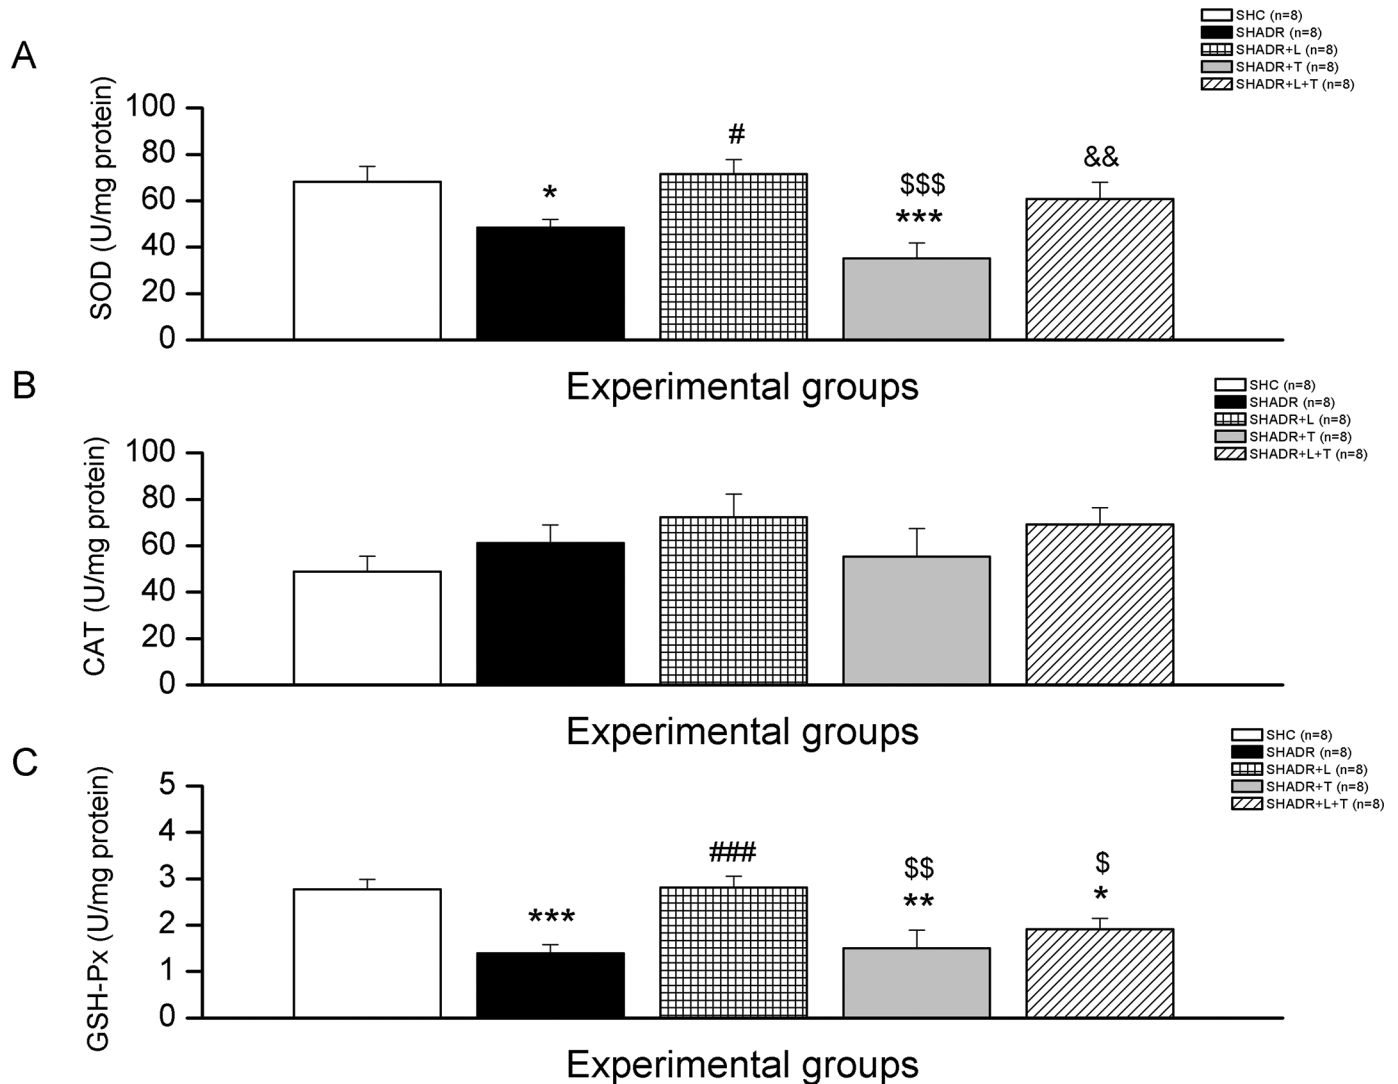 A
SHC (n=8)
SHADR (n=8)
SHADR+L (n=8)
SHADR+T (n=8)
SHADR+L+T (n=8)
SOD (U/mg protein)
100
80
60
40
20
0
*
#
$$$
***
&&
Experimental groups
B
SHC (n=8)
SHADR (n=8)
SHADR+L (n=8)
SHADR+T (n=8)
SHADR+L+T (n=8)
CAT (U/mg protein)
100
80
60
40
20
0
Experimental groups
C
SHC (n=8)
SHADR (n=8)
SHADR+L (n=8)
SHADR+T (n=8)
SHADR+L+T (n=8)
GSH-Px (U/mg protein)
5
4
3
2
1
0
***
###
$$
**
$
*
Experimental groups